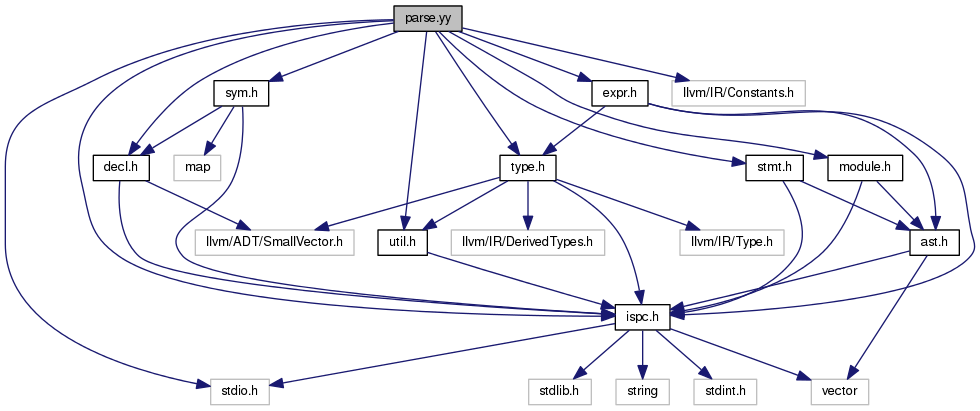 parse.yy
sym.h
expr.h
llvm/IR/Constants.h
decl.h
map
type.h
stmt.h
module.h
llvm/ADT/SmallVector.h
util.h
llvm/IR/DerivedTypes.h
llvm/IR/Type.h
ast.h
ispc.h
stdio.h
stdlib.h
string
stdint.h
vector